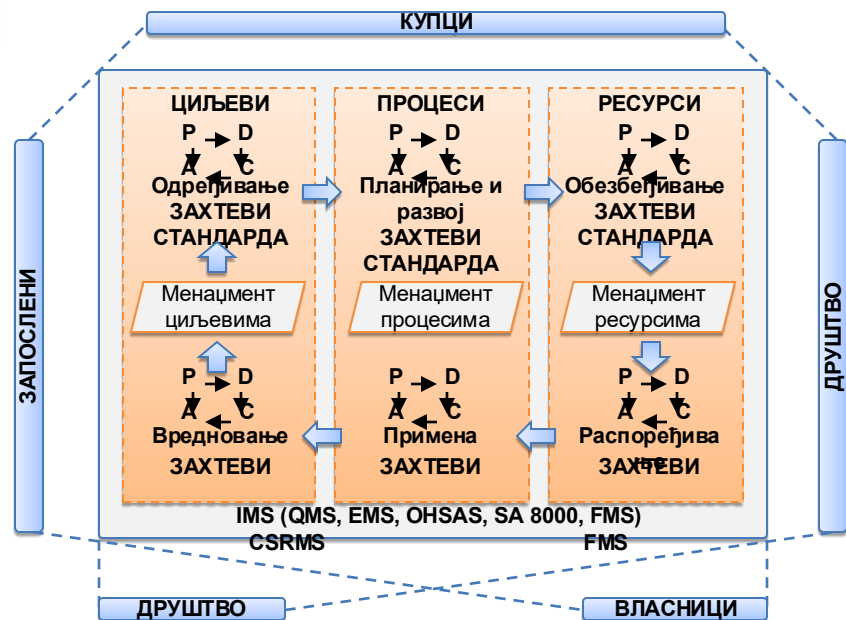 КУПЦИ
ЗАПОСЛЕНИ
ЦИЉЕВИ
P D
A C
Одређивање
ЗАХТЕВИ
СТАНДАРДА
Менаџмент
циљевима
P D
A C
Вредновање
ЗАХТЕВИ
ПРОЦЕСИ
P D
A C
Планирање и
развој
ЗАХТЕВИ
СТАНДАРДА
Менаџмент
процесима
P D
A C
Примена
ЗАХТЕВИ
РЕСУРСИ
P D
A C
Обезбеђивање
ЗАХТЕВИ
СТАНДАРДА
Менаџмент
ресурсима
P D
A C
Распоређива
ње
ЗАХТЕВИ
ДРУШТВО
IMS (QMS, EMS, OHSAS, SA 8000, FMS)
CSRMS FMS
ДРУШТВО
ВЛАСНИЦИ